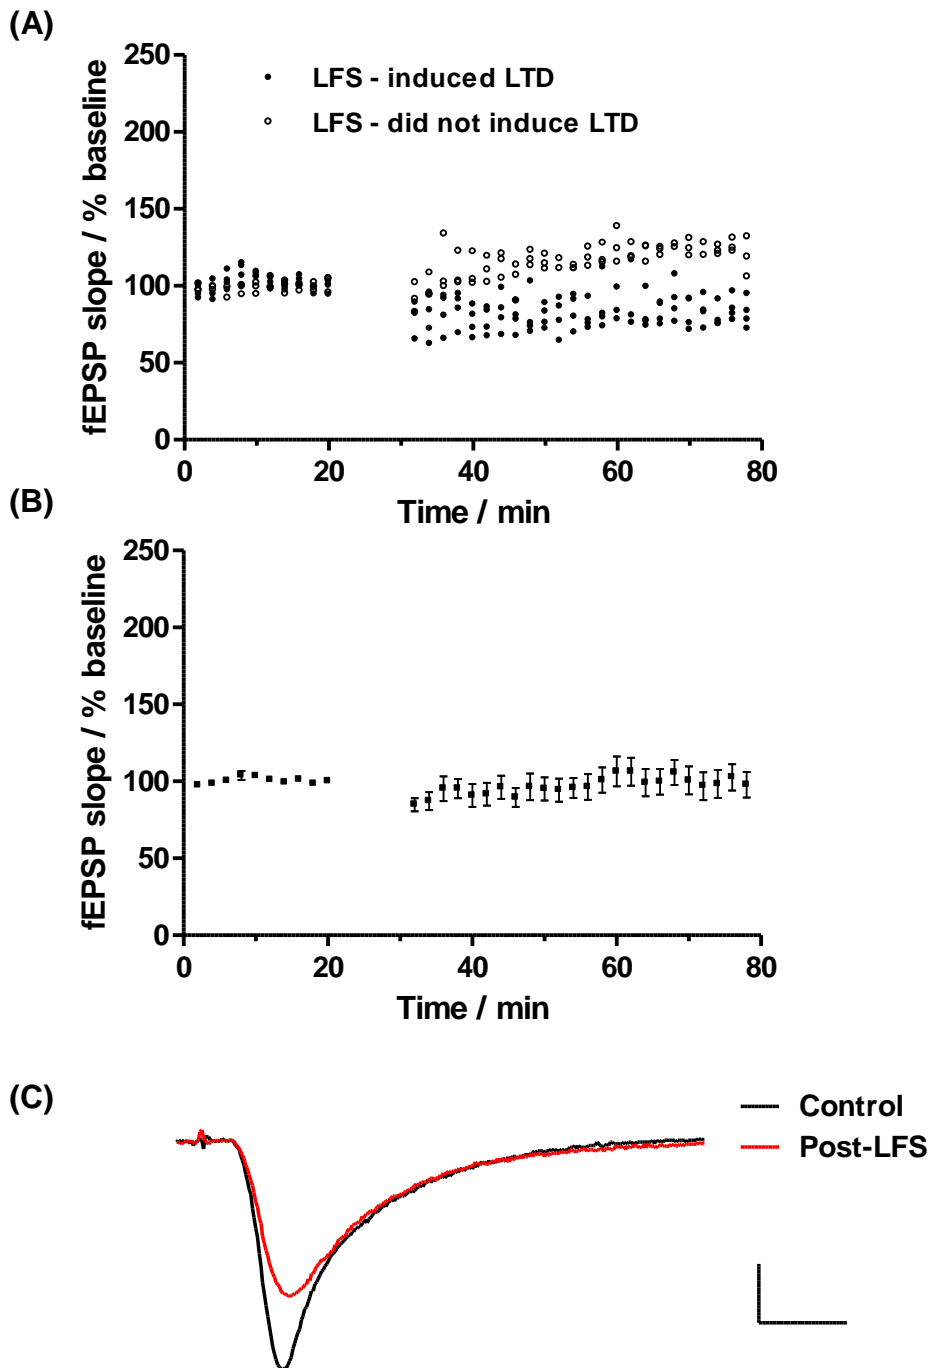 (A)
250
200
150
100
50
0
fEPSP slope / % baseline
LFS - induced LTD
LFS - did not induce LTD
0 20 40 60 80
Time / min
(B)
250
200
150
100
50
0
fEPSP slope / % baseline
0 20 40 60 80
Time / min
(C)
Control
Post-LFS